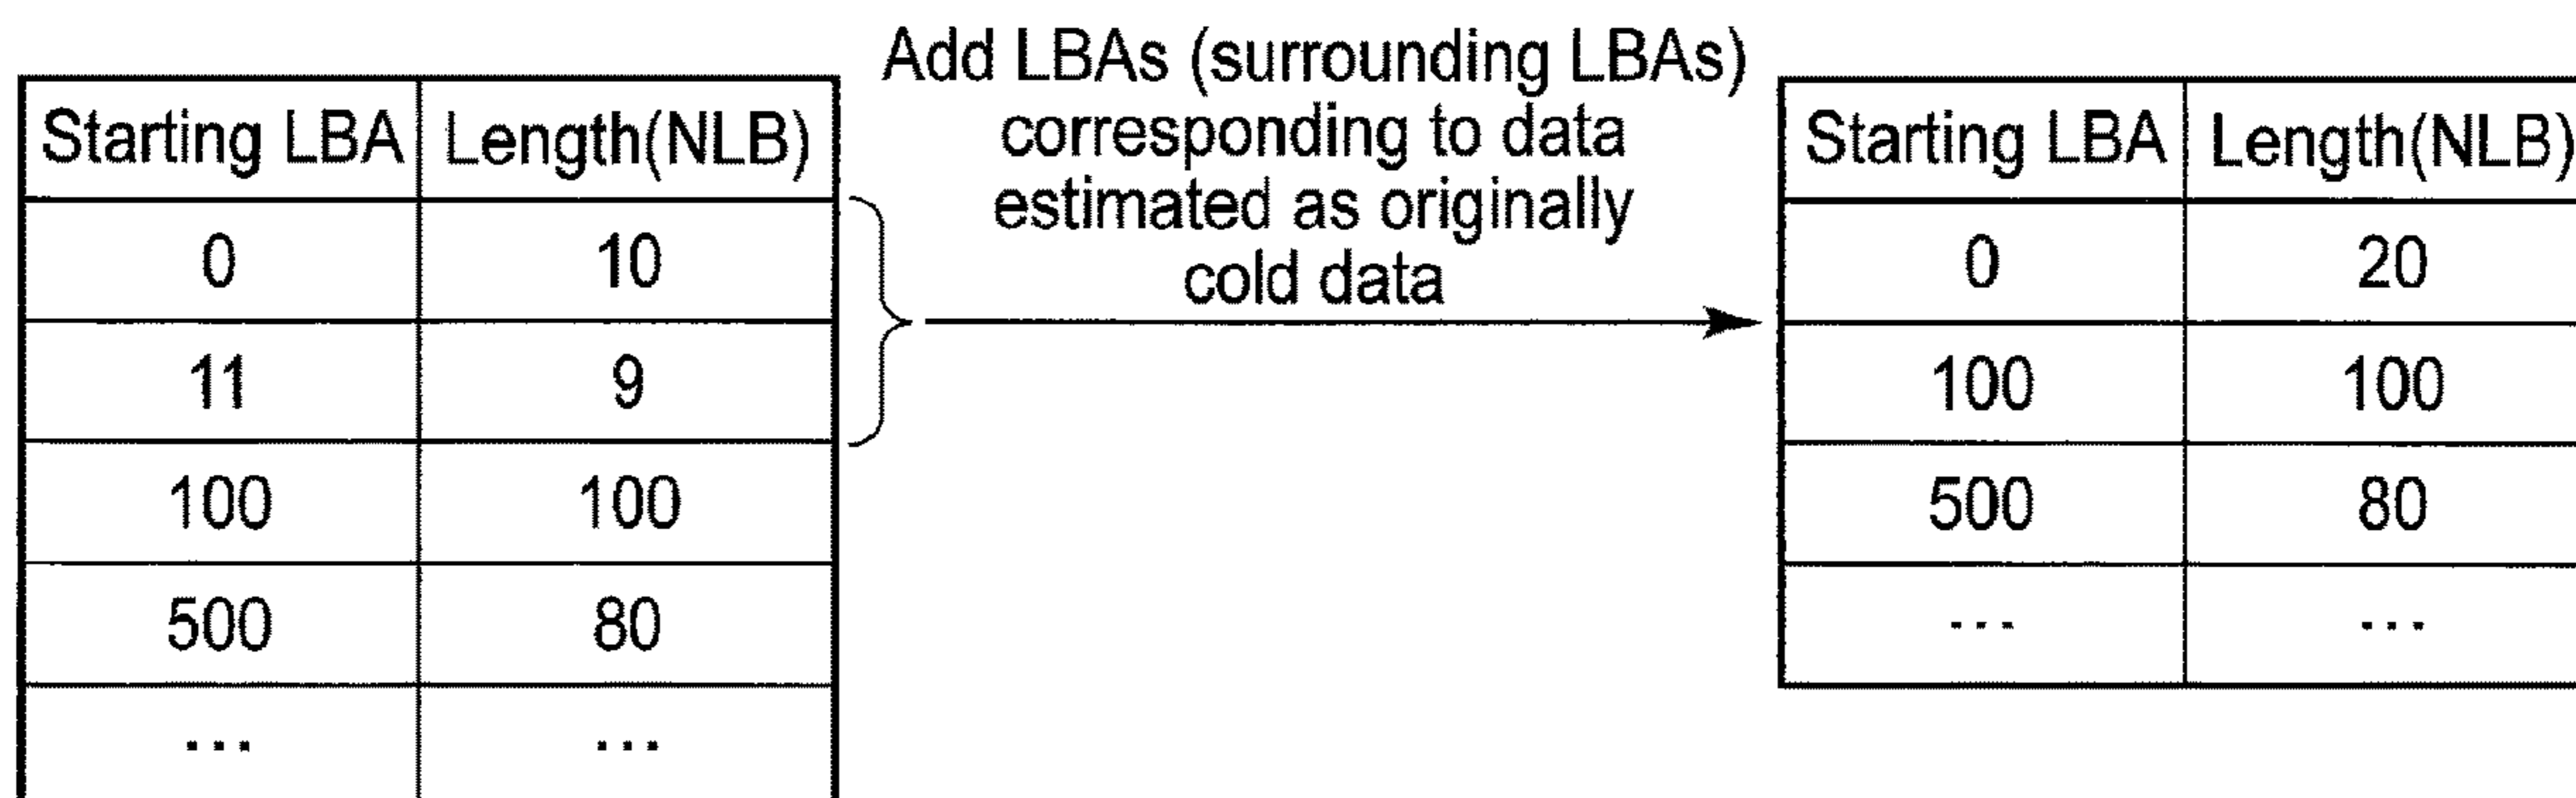 Starting LBA Length(NLB)
0 10
11 9
100 100
500 80
... ...
Add LBAs (surrounding LBAs)
corresponding to data
estimated as originally
cold data
Starting LBA Length(NLB)
0 20
100 100
500 80
... ...